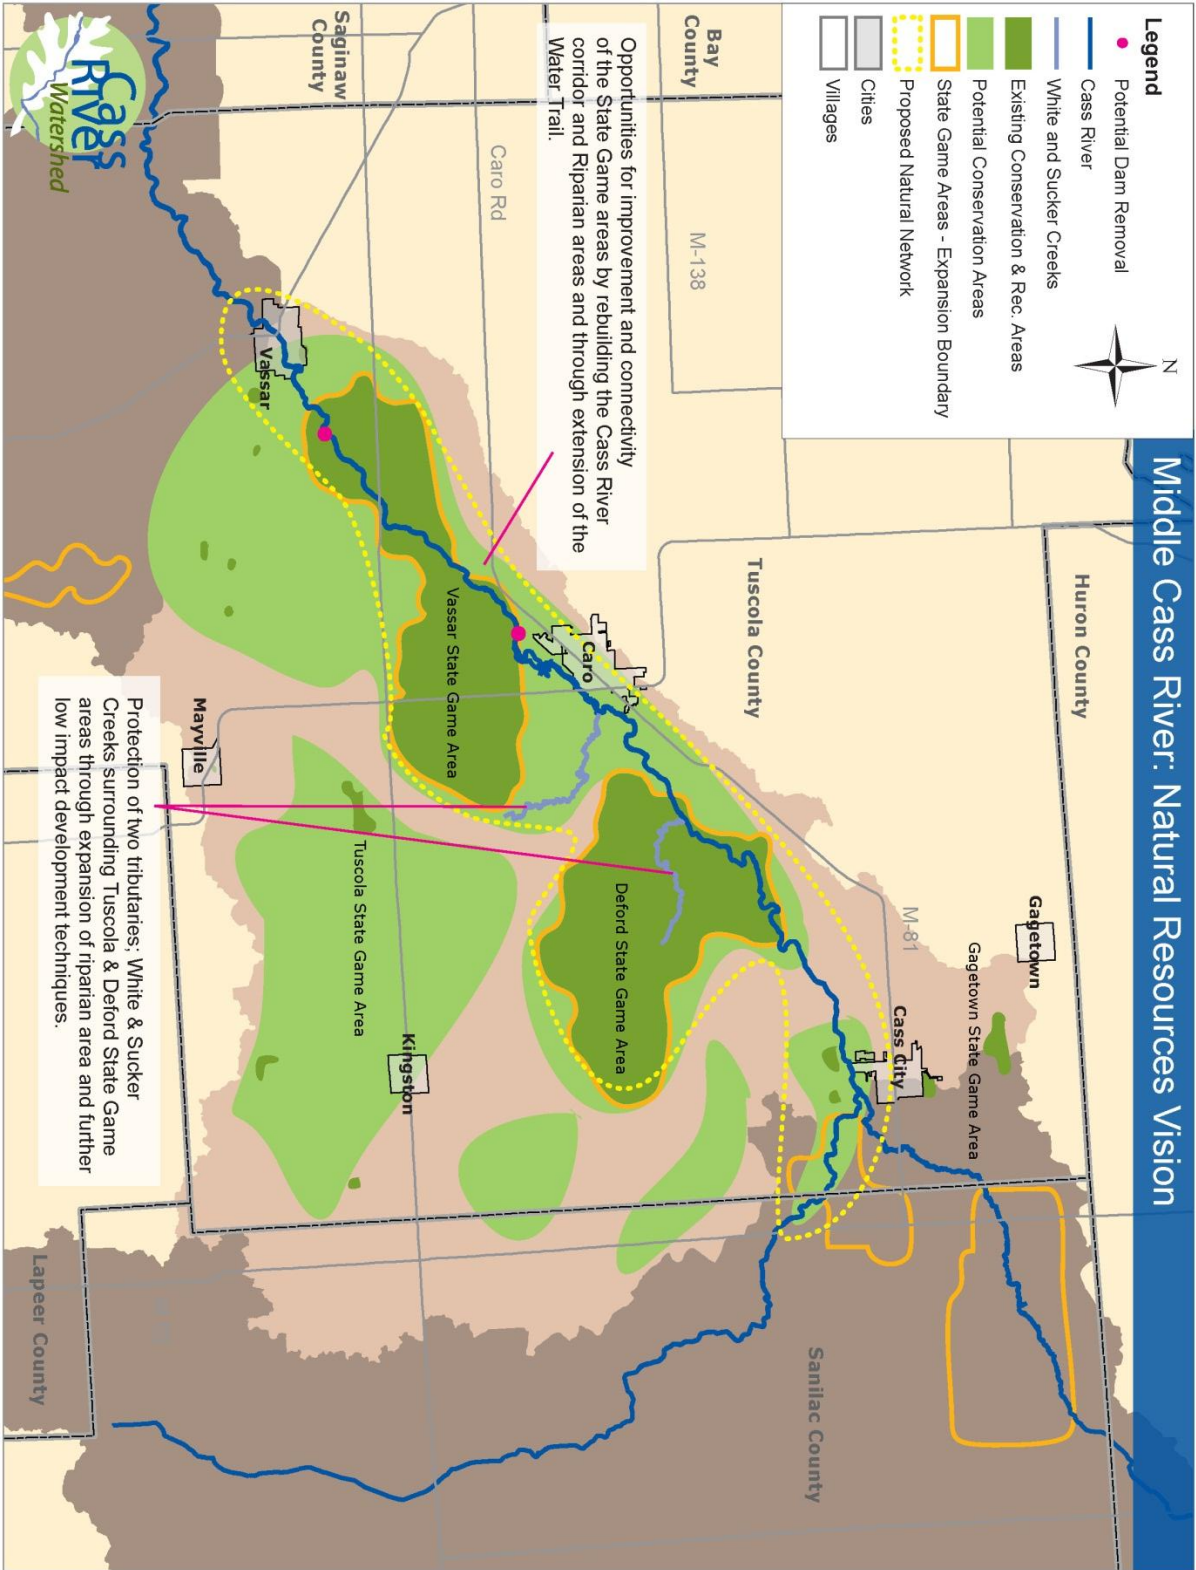 Middle Cass River: Natural Resources Vision
Legend
Potential Dam Removal
Cass River
White and Sucker Creeks
Existing Conservation & Rec. Areas
Potential Conservation Areas
State Game Areas - Expansion Boundary
Proposed Natural Network
Cities
Villages
N
Huron County
Gagetown
Gagetown State Game Area
M-81
Cass City
Tuscola County
Bay
County
M-138
Sanilac County
Opportunities for improvement and connectivity
of the State Game areas by rebuilding the Cass River
corridor and Riparian areas and through extension of the
Water Trail.
Caro
Deford State Game Area
Caro Rd
Vassar State Game Area
Saginaw
County
Kingston
Tuscola State Game Area
Vassar
Mayville
Protection of two tributaries; White & Sucker
Creeks surrounding Tuscola & Deford State Game
areas through expansion of riparian area and further
low impact development techniques.
Lapeer County
Cass
River
Watershed